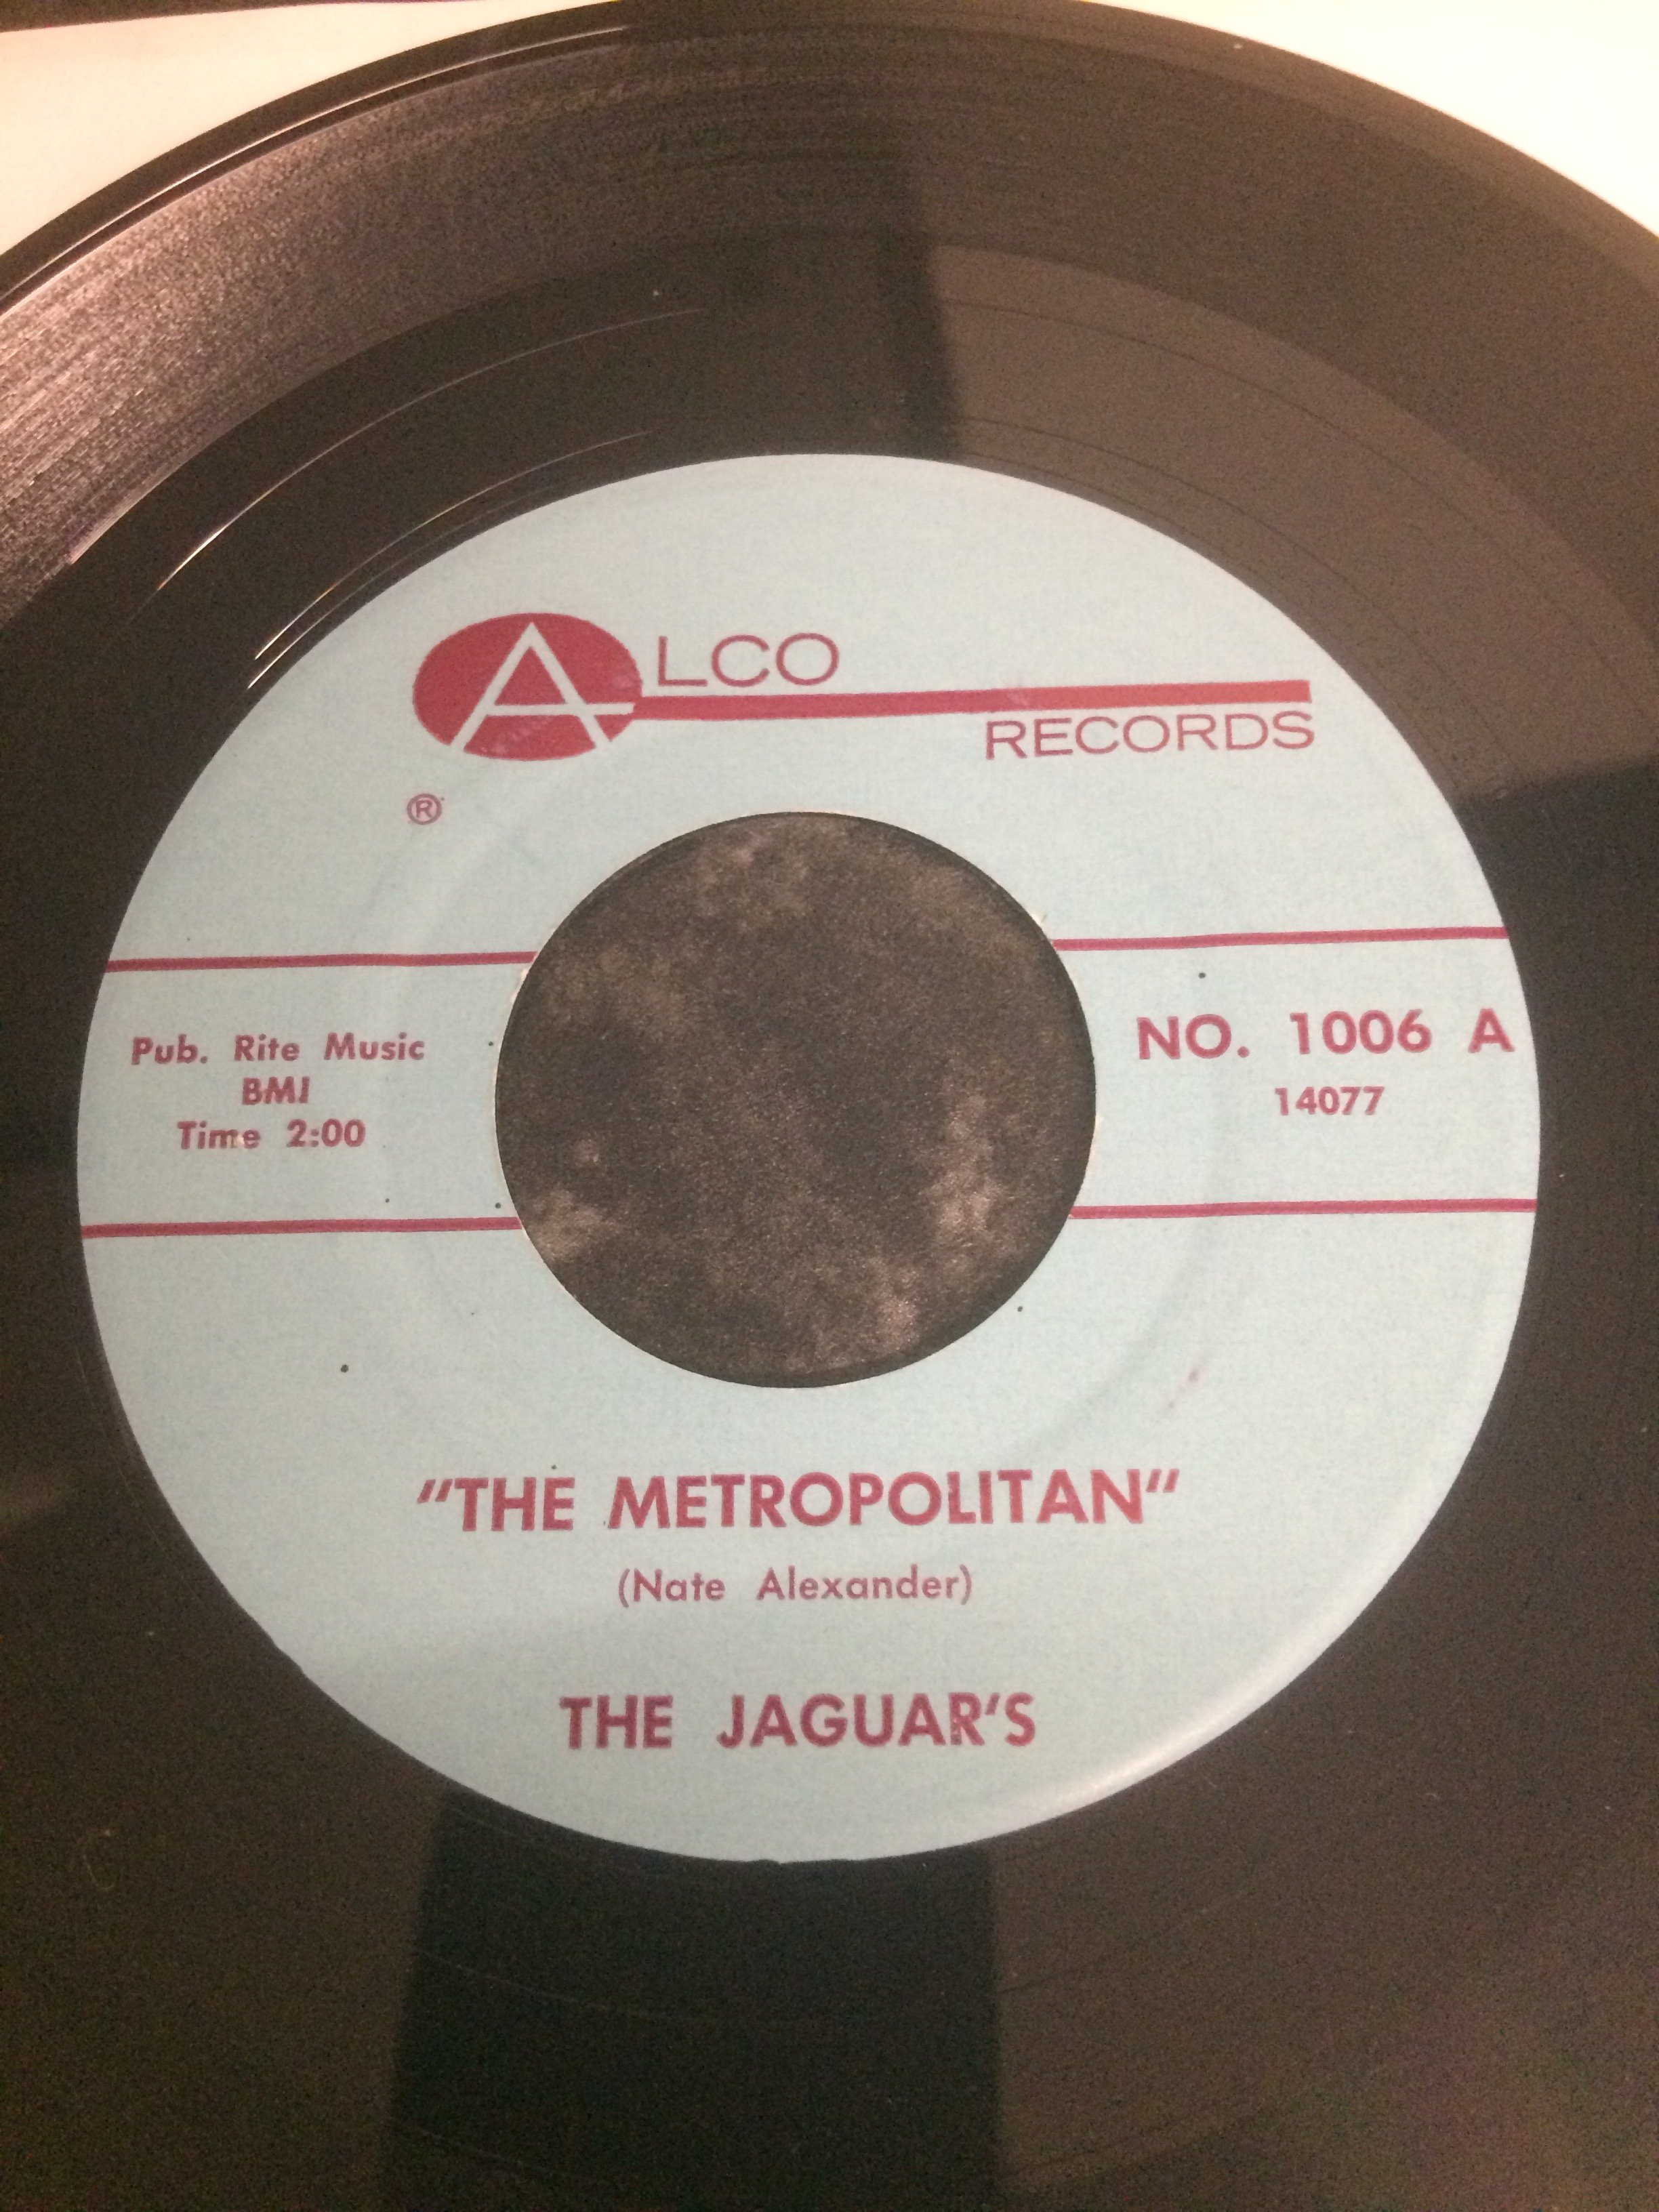 ALCO
RECORDS
®
Pub. Rite Music
BMI
Time 2:00
NO. 1006 A
14077
"THE METROPOLITAN"
(Nate Alexander)
THE JAGUAR'S